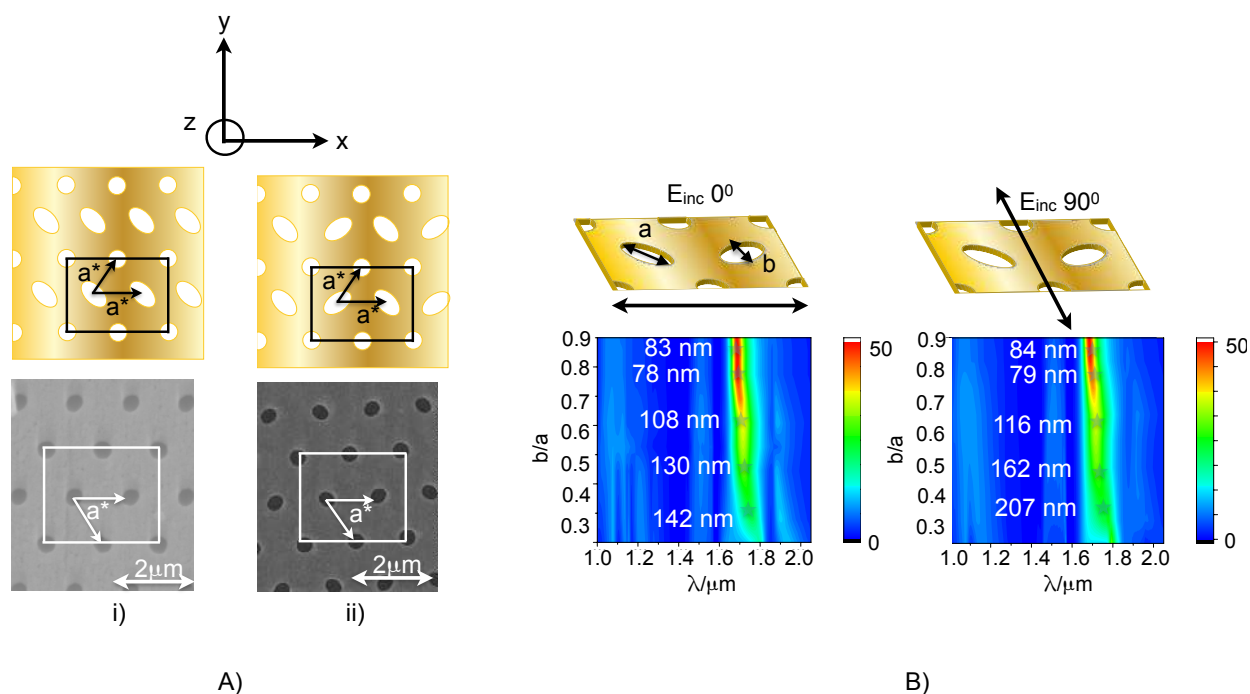 y
z
x
a*
a*
a*
a*
a*
2μm
i)
a*
2μm
ii)
A)
E_inc 0⁰
a
b
0.9
0.8
0.7
0.6
0.5
0.4
0.3
b/a
83 nm
78 nm
108 nm
130 nm
142 nm
1.0 1.2 1.4 1.6 1.8 2.0
λ/μm
50
0
E_inc 90⁰
0.9
0.8
0.7
0.6
0.5
0.4
0.3
b/a
84 nm
79 nm
116 nm
162 nm
207 nm
1.0 1.2 1.4 1.6 1.8 2.0
λ/μm
50
0
B)